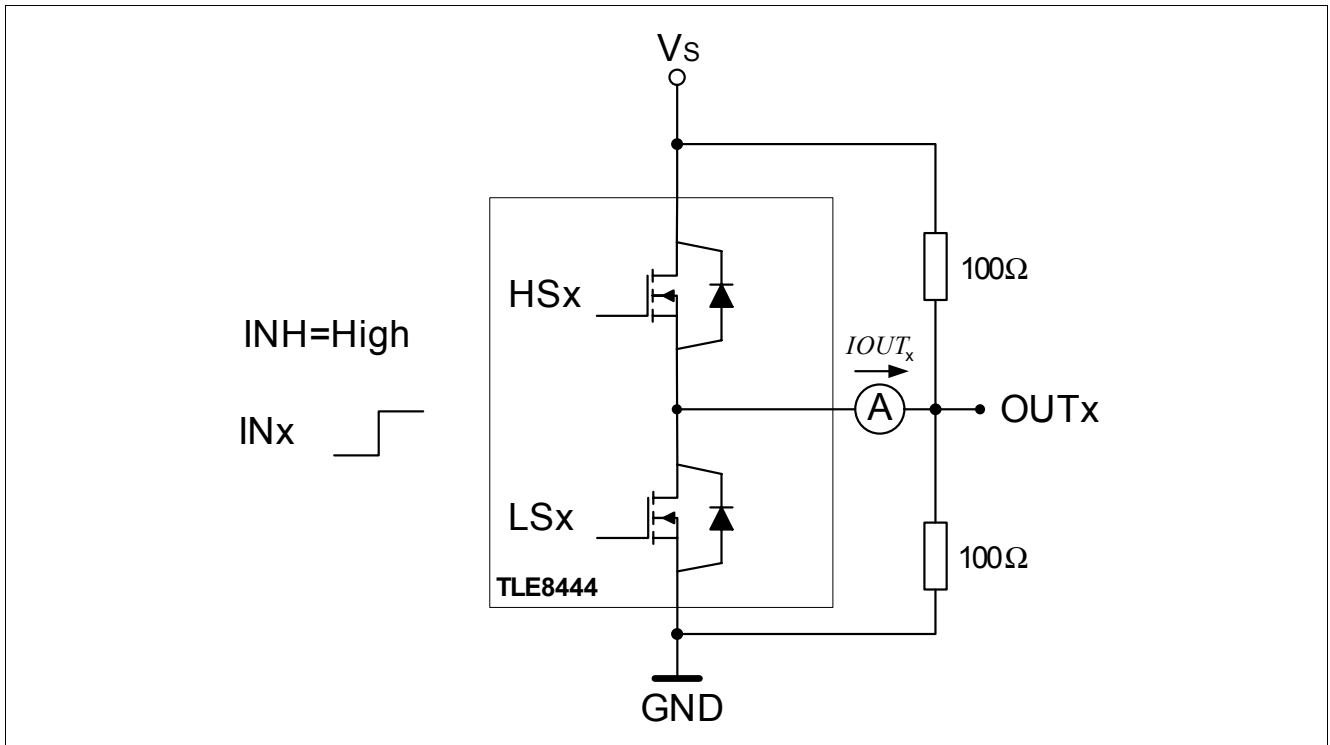 VS
HSx
100Ω
INH=High
IOUTx
A
OUTx
INx
LSx
100Ω
TLE8444
GND